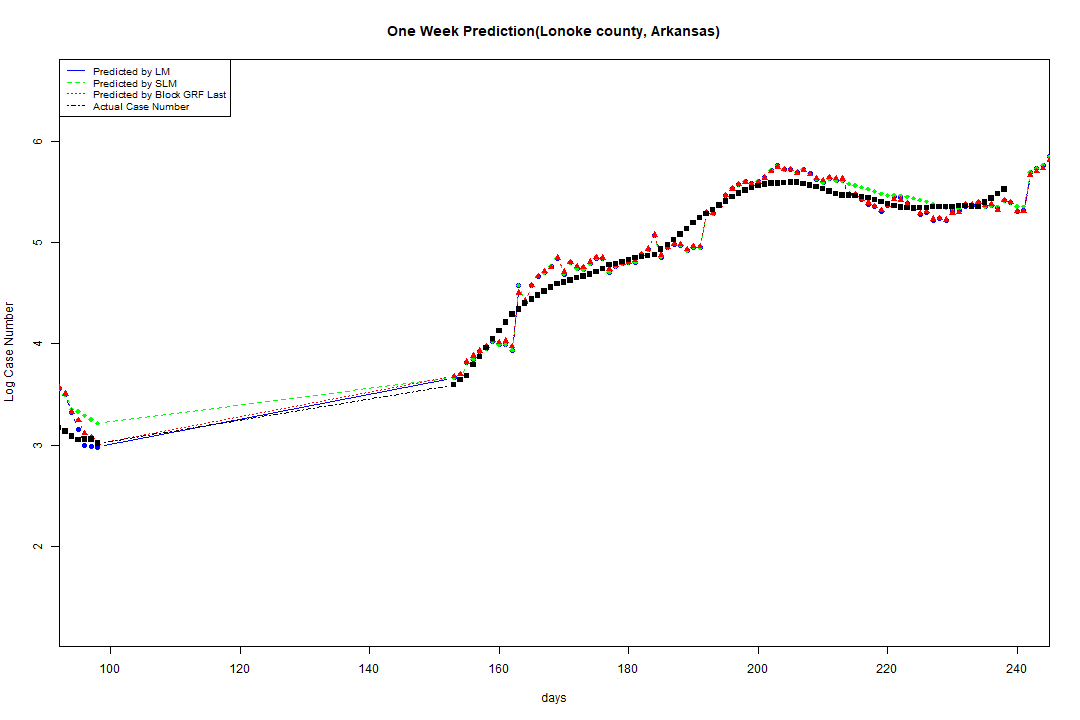 One Week Prediction(Lonoke county, Arkansas)
Predicted by LM
Predicted by SLM
Predicted by Block GRF Last
Actual Case Number
6
5
4
3
2
Log Case Number
100 120 140 160 180 200 220 240
days